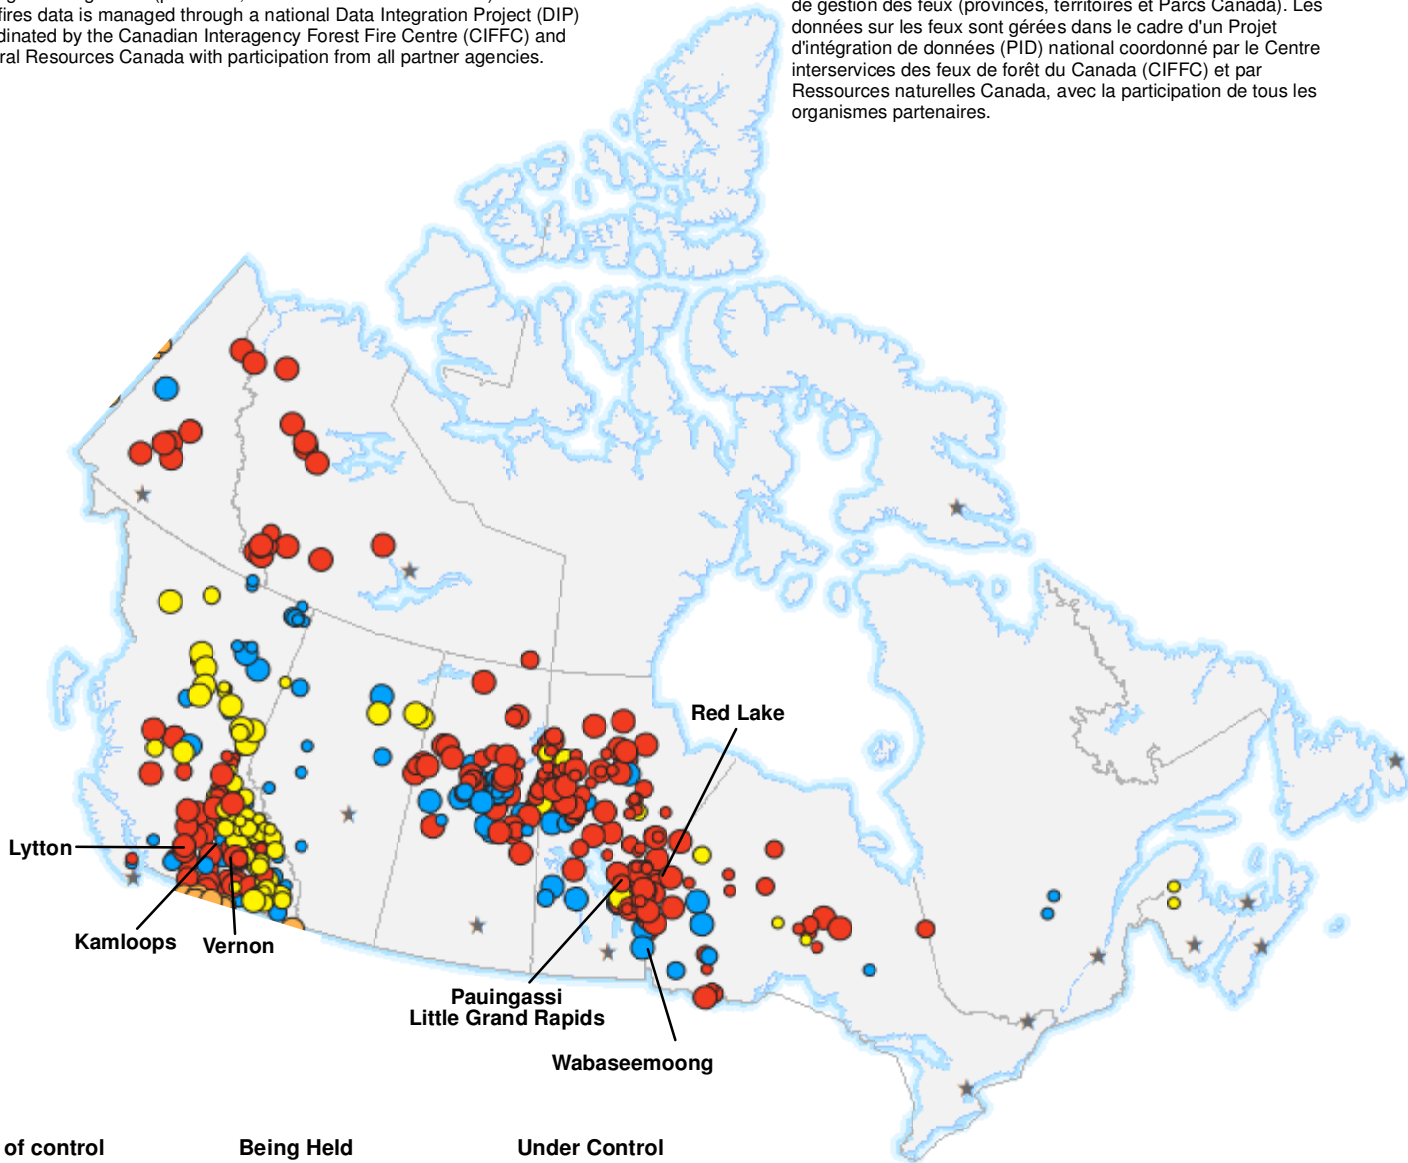 fires data is managed through a national Data Integration Project (DIP)
dinated by the Canadian Interagency Forest Fire Centre (CIFFC) and
ral Resources Canada with participation from all partner agencies.
de gestion des feux (provinces, territoires et Parcs Canada). Les
données sur les feux sont gérées dans le cadre d'un Projet
d'intégration de données (PID) national coordonné par le Centre
interservices des feux de forêt du Canada (CIFFC) et par
Ressources naturelles Canada, avec la participation de tous les
organismes partenaires.
Red Lake
Lytton
Kamloops
Vernon
Pauingassi
Little Grand Rapids
Wabaseemoong
of control
Being Held
Under Control